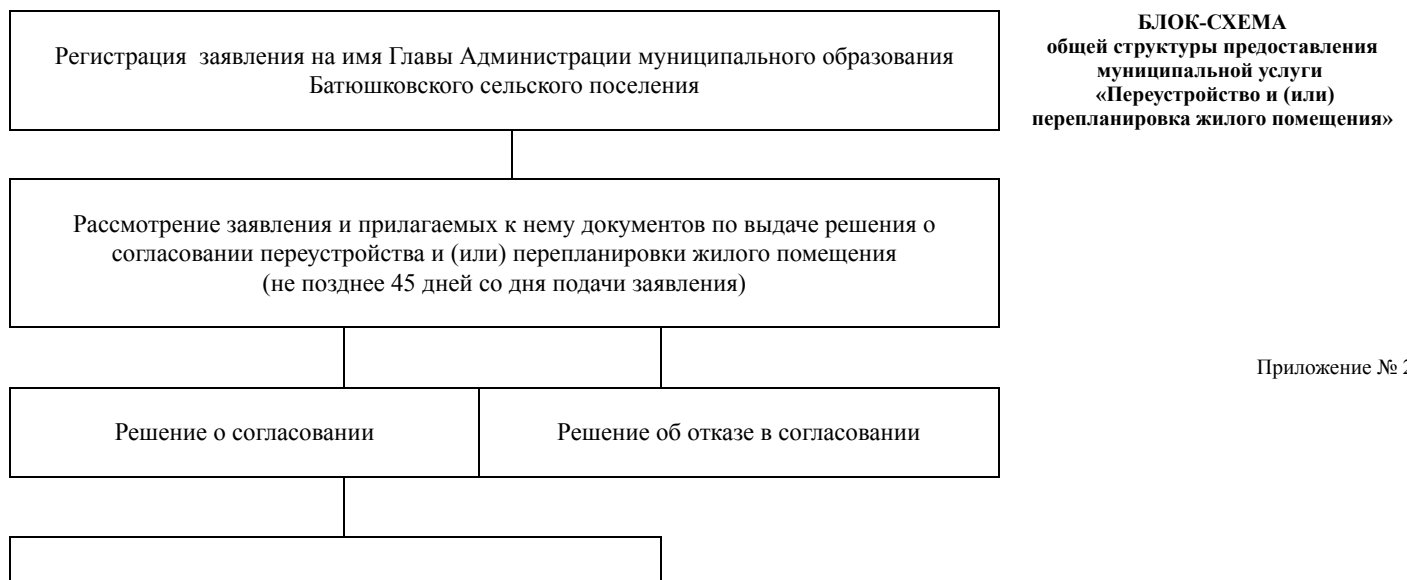 БЛОК-СХЕМА
общей структуры предоставления
муниципальной услуги
«Переустройство и (или)
перепланировка жилого помещения»
Регистрация заявления на имя Главы Администрации муниципального образования
Батюшковского сельского поселения
Рассмотрение заявления и прилагаемых к нему документов по выдаче решения о
согласовании переустройства и (или) перепланировки жилого помещения
(не позднее 45 дней со дня подачи заявления)
Приложение № 2
Решение о согласовании
Решение об отказе в согласовании